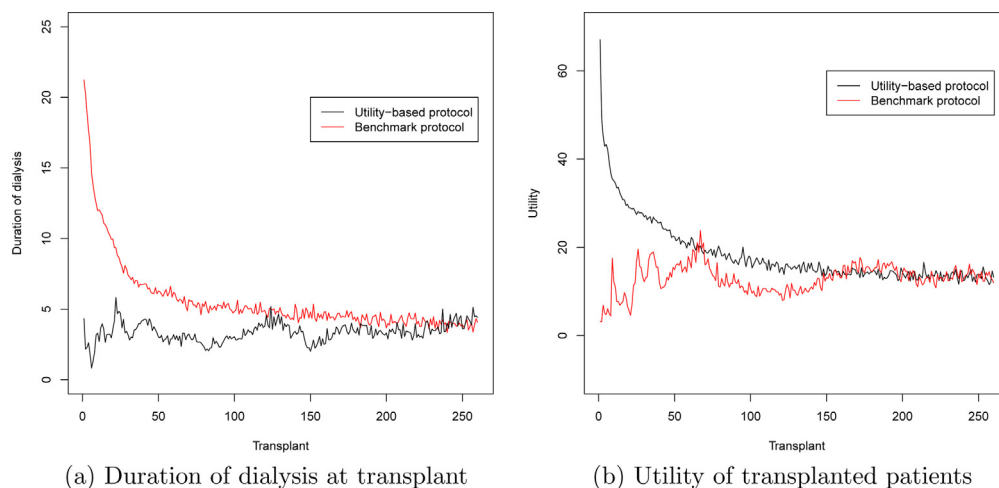 Duration of dialysis
25
20
15
10
5
0
Utility−based protocol
Benchmark protocol
0 50 100 150 200 250
Transplant
(a) Duration of dialysis at transplant
Utility
60
40
20
0
Utility−based protocol
Benchmark protocol
0 50 100 150 200 250
Transplant
(b) Utility of transplanted patients